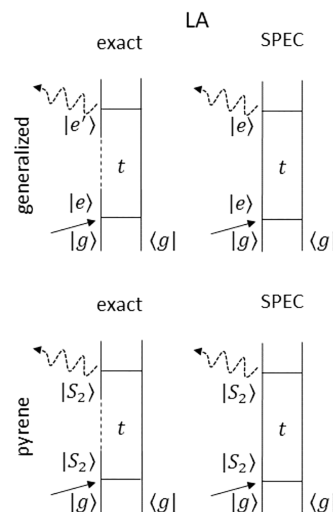 LA
exact SPEC
generalized
|e′⟩ |e⟩
t t
|e⟩ |e⟩
|g⟩ ⟨g| |g⟩ ⟨g|
exact SPEC
pyrene
|S₂⟩ |S₂⟩
t t
|S₂⟩ |S₂⟩
|g⟩ ⟨g| |g⟩ ⟨g|